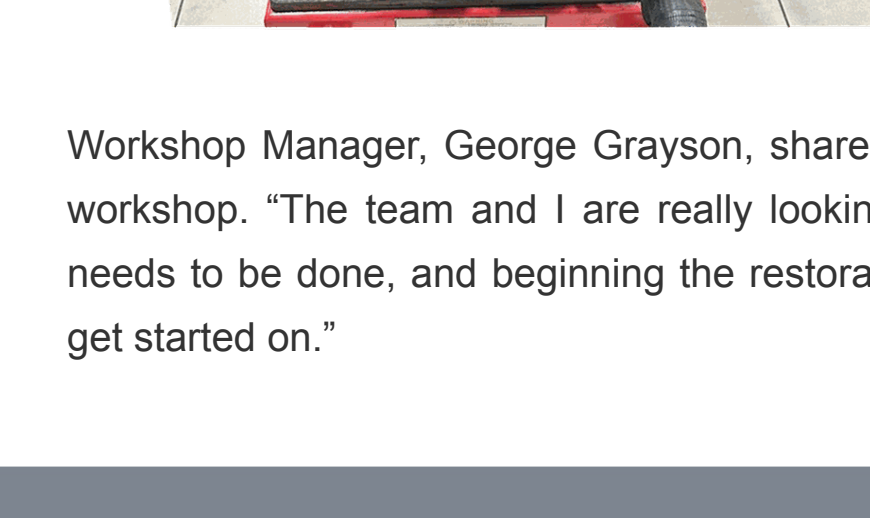 Workshop Manager, George Grayson, share
workshop. “The team and I are really lookin
needs to be done, and beginning the restora
get started on.”